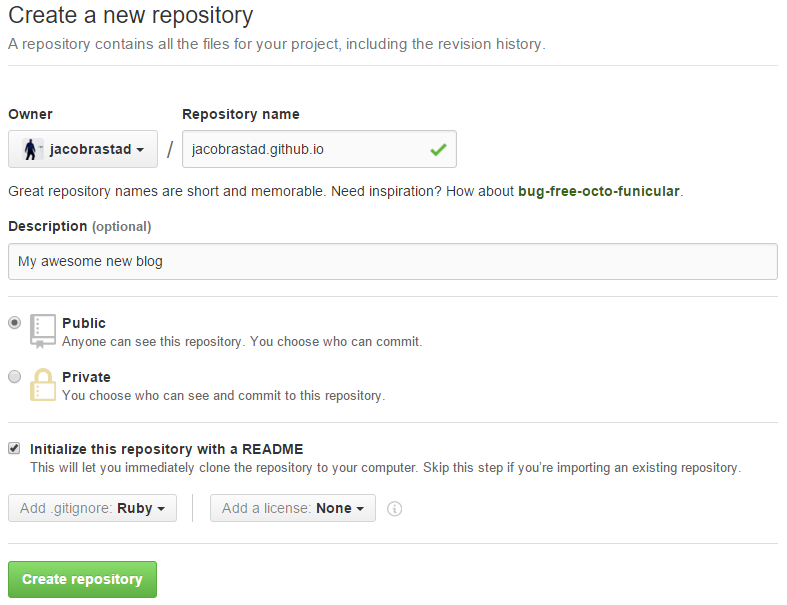 Create a new repository
A repository contains all the files for your project, including the revision history.
Owner
Repository name
jacobrastad / jacobrastad.github.io
Great repository names are short and memorable. Need inspiration? How about bug-free-octo-funicular.
Description (optional)
My awesome new blog
Public
Anyone can see this repository. You choose who can commit.
Private
You choose who can see and commit to this repository.
Initialize this repository with a README
This will let you immediately clone the repository to your computer. Skip this step if you’re importing an existing repository.
Add .gitignore: Ruby
Add a license: None
Create repository